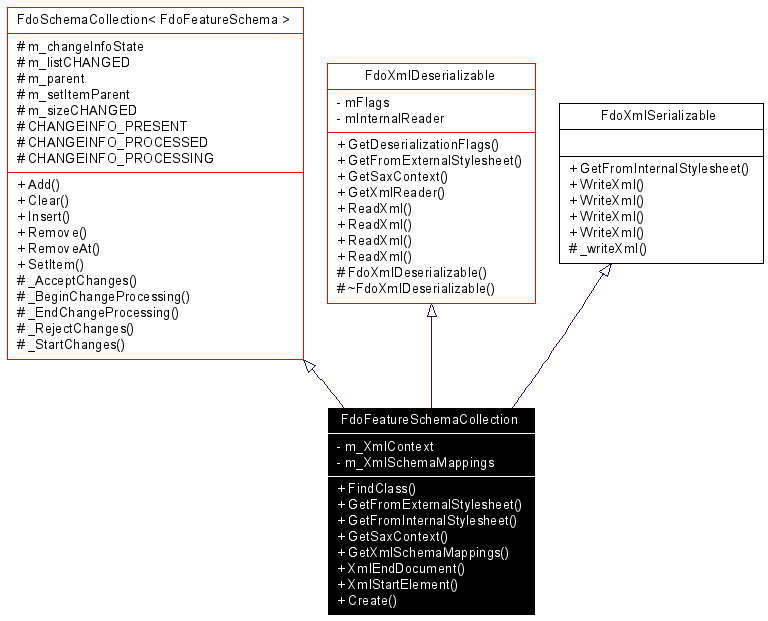 FdoSchemaCollection< FdoFeatureSchema >
# m_changeInfoState
# m_listCHANGED
# m_parent
# m_setItemParent
# m_sizeCHANGED
# CHANGEINFO_PRESENT
# CHANGEINFO_PROCESSED
# CHANGEINFO_PROCESSING
+ Add()
+ Clear()
+ Insert()
+ Remove()
+ RemoveAt()
+ SetItem()
# _AcceptChanges()
# _BeginChangeProcessing()
# _EndChangeProcessing()
# _RejectChanges()
# _StartChanges()
FdoXmlDeserializable
- mFlags
- mInternalReader
+ GetDeserializationFlags()
+ GetFromExternalStylesheet()
+ GetSaxContext()
+ GetXmlReader()
+ ReadXml()
+ ReadXml()
+ ReadXml()
+ ReadXml()
# FdoXmlDeserializable()
# ~FdoXmlDeserializable()
FdoXmlSerializable
+ GetFromInternalStylesheet()
+ WriteXml()
+ WriteXml()
+ WriteXml()
+ WriteXml()
# _writeXml()
FdoFeatureSchemaCollection
- m_XmlContext
- m_XmlSchemaMappings
+ FindClass()
+ GetFromExternalStylesheet()
+ GetFromInternalStylesheet()
+ GetSaxContext()
+ GetXmlSchemaMappings()
+ XmlEndDocument()
+ XmlStartElement()
+ Create()